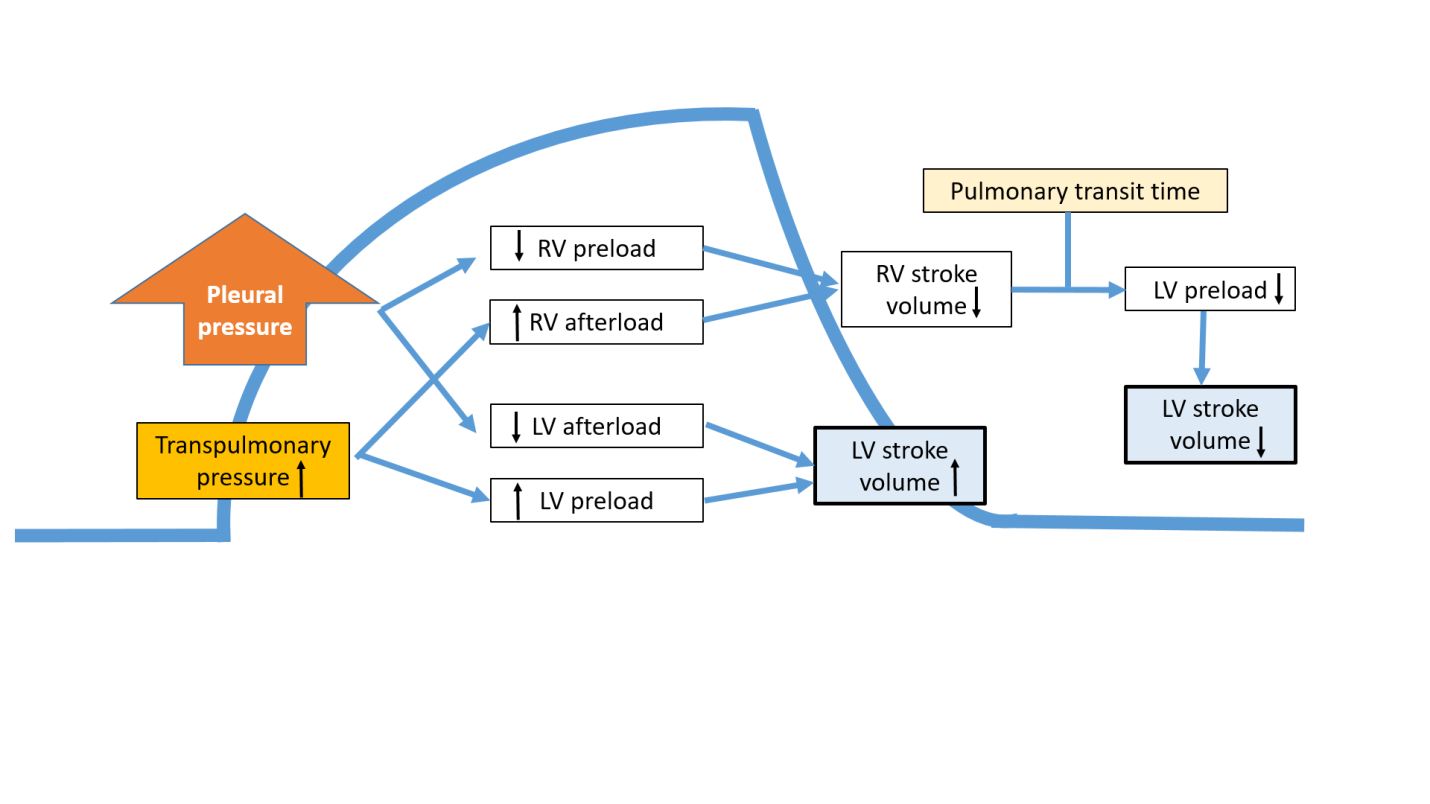 Pulmonary transit time
Pleural
pressure
↓ RV preload
↑ RV afterload
RV stroke
volume↓
LV preload↓
Transpulmonary
pressure↑
↓ LV afterload
↑ LV preload
LV stroke
volume↑
LV stroke
volume↓